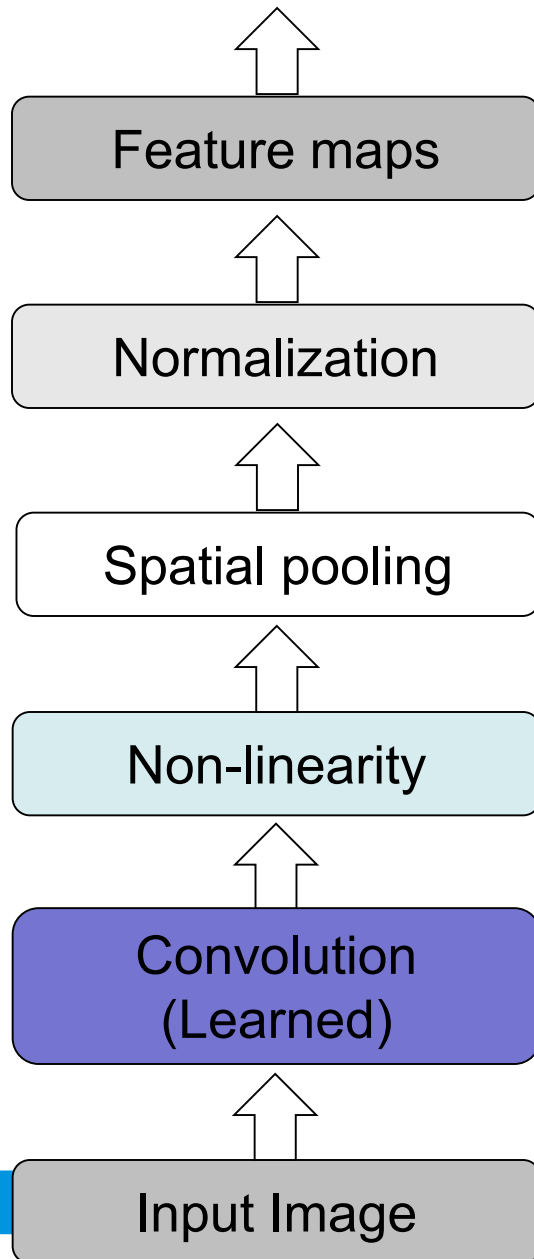 Feature maps
Normalization
Spatial pooling
Non-linearity
Convolution
(Learned)
Input Image